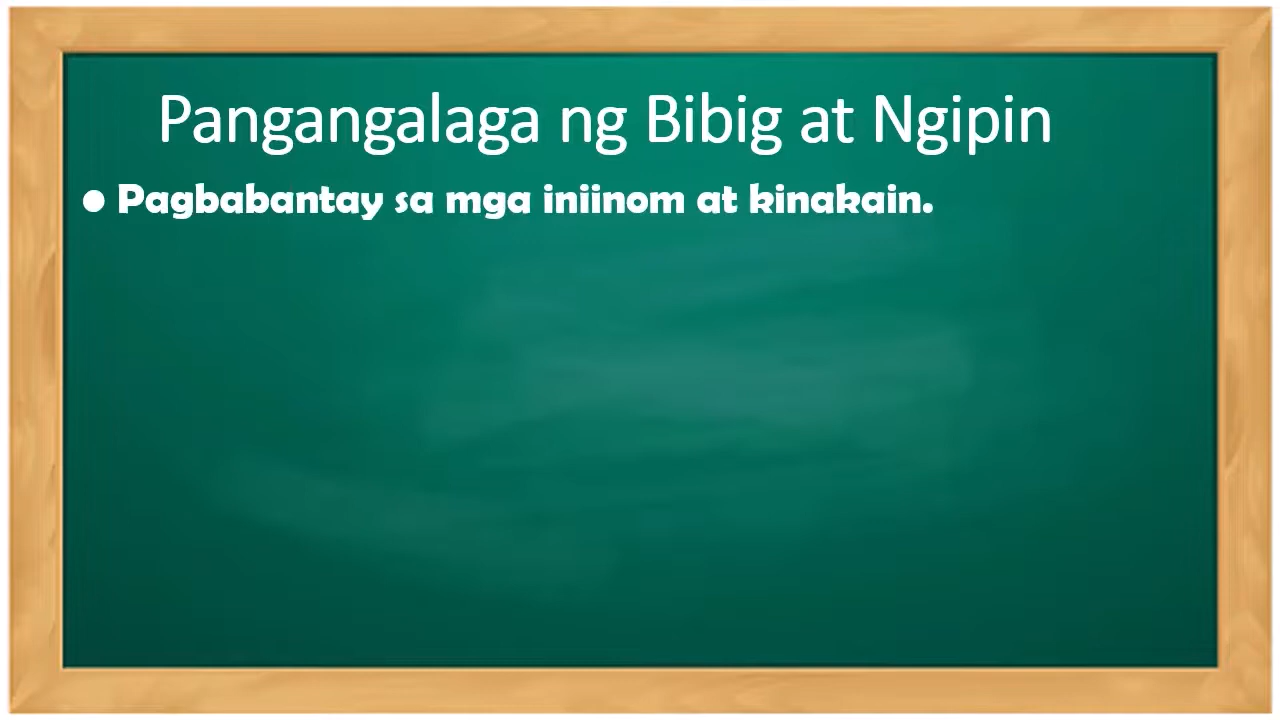 Pangangalaga ng Bibig at Ngipin
• Pagbabantay sa mga iniinom at kinakain.